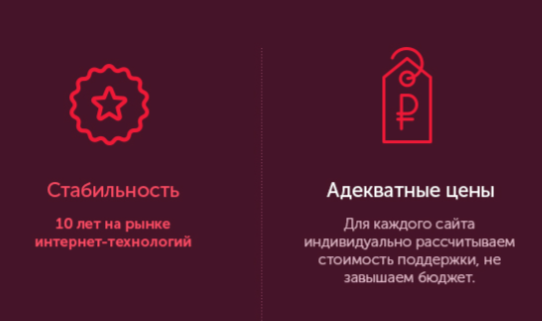 Стабильность
10 лет на рынке
интернет-технологий
Адекватные цены
Для каждого сайта
индивидуально рассчитываем
стоимость поддержки, не
завышаем бюджет.